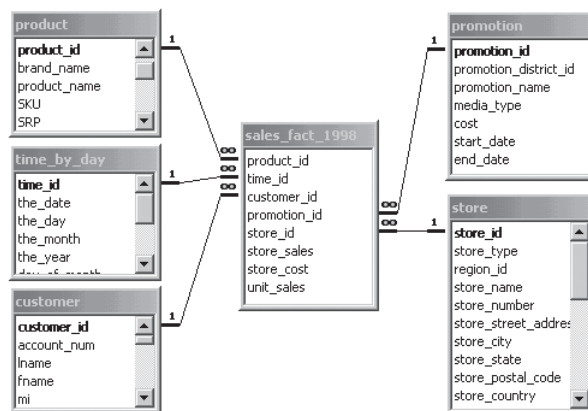 product
product_id
brand_name
product_name
SKU
SRP
time_by_day
time_id
the_date
the_day
the_month
the_year
day_of_month
customer
customer_id
account_num
lname
fname
mi
1
1
1
sales_fact_1998
product_id
time_id
customer_id
promotion_id
store_id
store_sales
store_cost
unit_sales
∞
∞
∞
∞
∞
promotion
promotion_id
promotion_district_id
promotion_name
media_type
cost
start_date
end_date
1
1
store
store_id
store_type
region_id
store_name
store_number
store_street_addres
store_city
store_state
store_postal_code
store_country